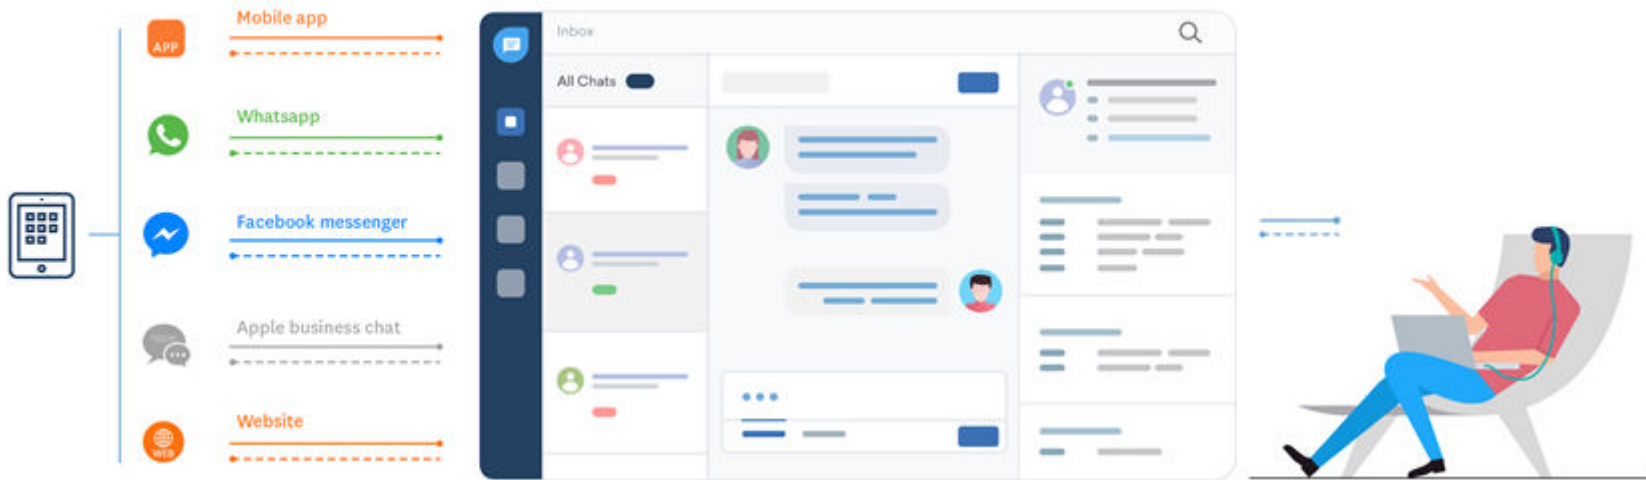 Mobile app
APP
Whatsapp
Facebook messenger
Apple business chat
Website
WEB
Inbox
All Chats